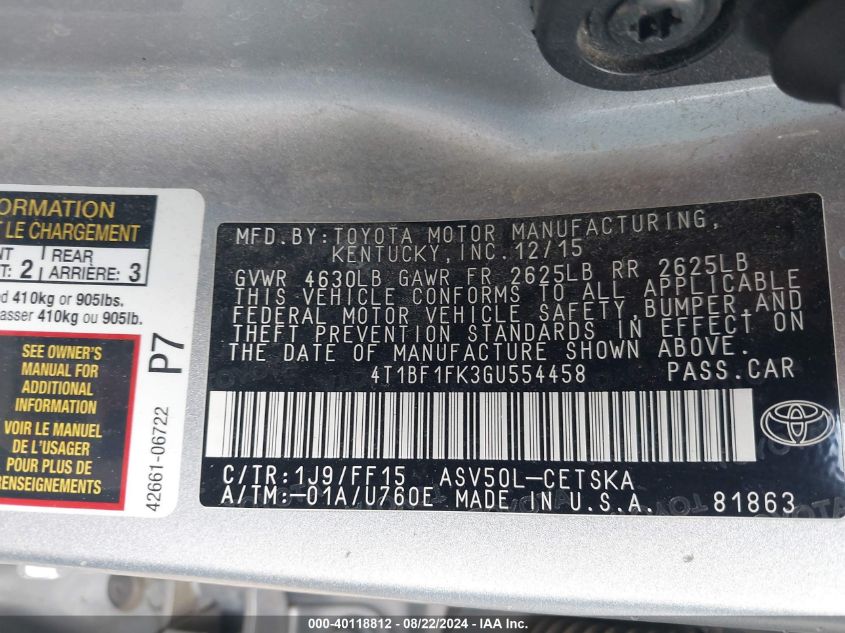 ORMATION
T LE CHARGEMENT
NT REAR
T: 2 ARRIÈRE: 3
d 410kg or 905lbs.
asser 410kg ou 905lb.
SEE OWNER'S
MANUAL FOR
ADDITIONAL
INFORMATION
VOIR LE MANUEL
DE L'USAGER
POUR PLUS DE
RENSEIGNEMENTS
P7
42661-06722
MFD.BY:TOYOTA MOTOR MANUFACTURING,
KENTUCKY,INC.12/15
GVWR 4630LB GAWR FR 2625LB RR 2625LB
THIS VEHICLE CONFORMS TO ALL APPLICABLE
FEDERAL MOTOR VEHICLE SAFETY,BUMPER,AND
THEFT PREVENTION STANDARDS IN EFFECT ON
THE DATE OF MANUFACTURE SHOWN ABOVE.
4T1BF1FK3GU554458 PASS.CAR
C/TR:1J9/FF15 ASV50L-CETSKA
A/TM:-01A/U760E MADE IN U.S.A. 81863
000-40118812 - 08/22/2024 - IAAI Inc.